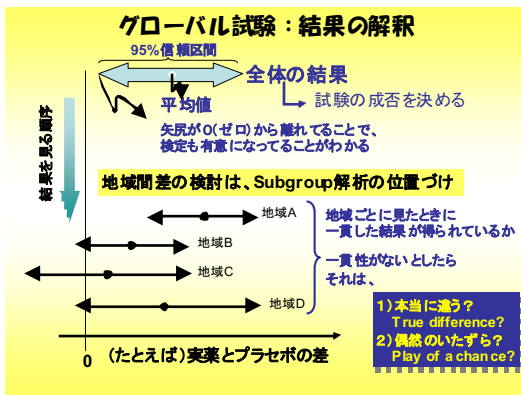 グローバル試験：結果の解釈
95%信頼区間
全体の結果
平均値
試験の成否を決める
矢尻が0(ゼロ)から離れてることで、
検定も有意になってることがわかる
結果を見る順序
地域間差の検討は、Subgroup解析の位置づけ
地域A
地域B
地域C
地域D
地域ごとに見たときに
一貫した結果が得られているか
一貫性がないとしたら
それは、
1)本当に違う?
True difference?
2)偶然のいたずら?
Play of a chance?
0
(たとえば)実薬とプラセボの差